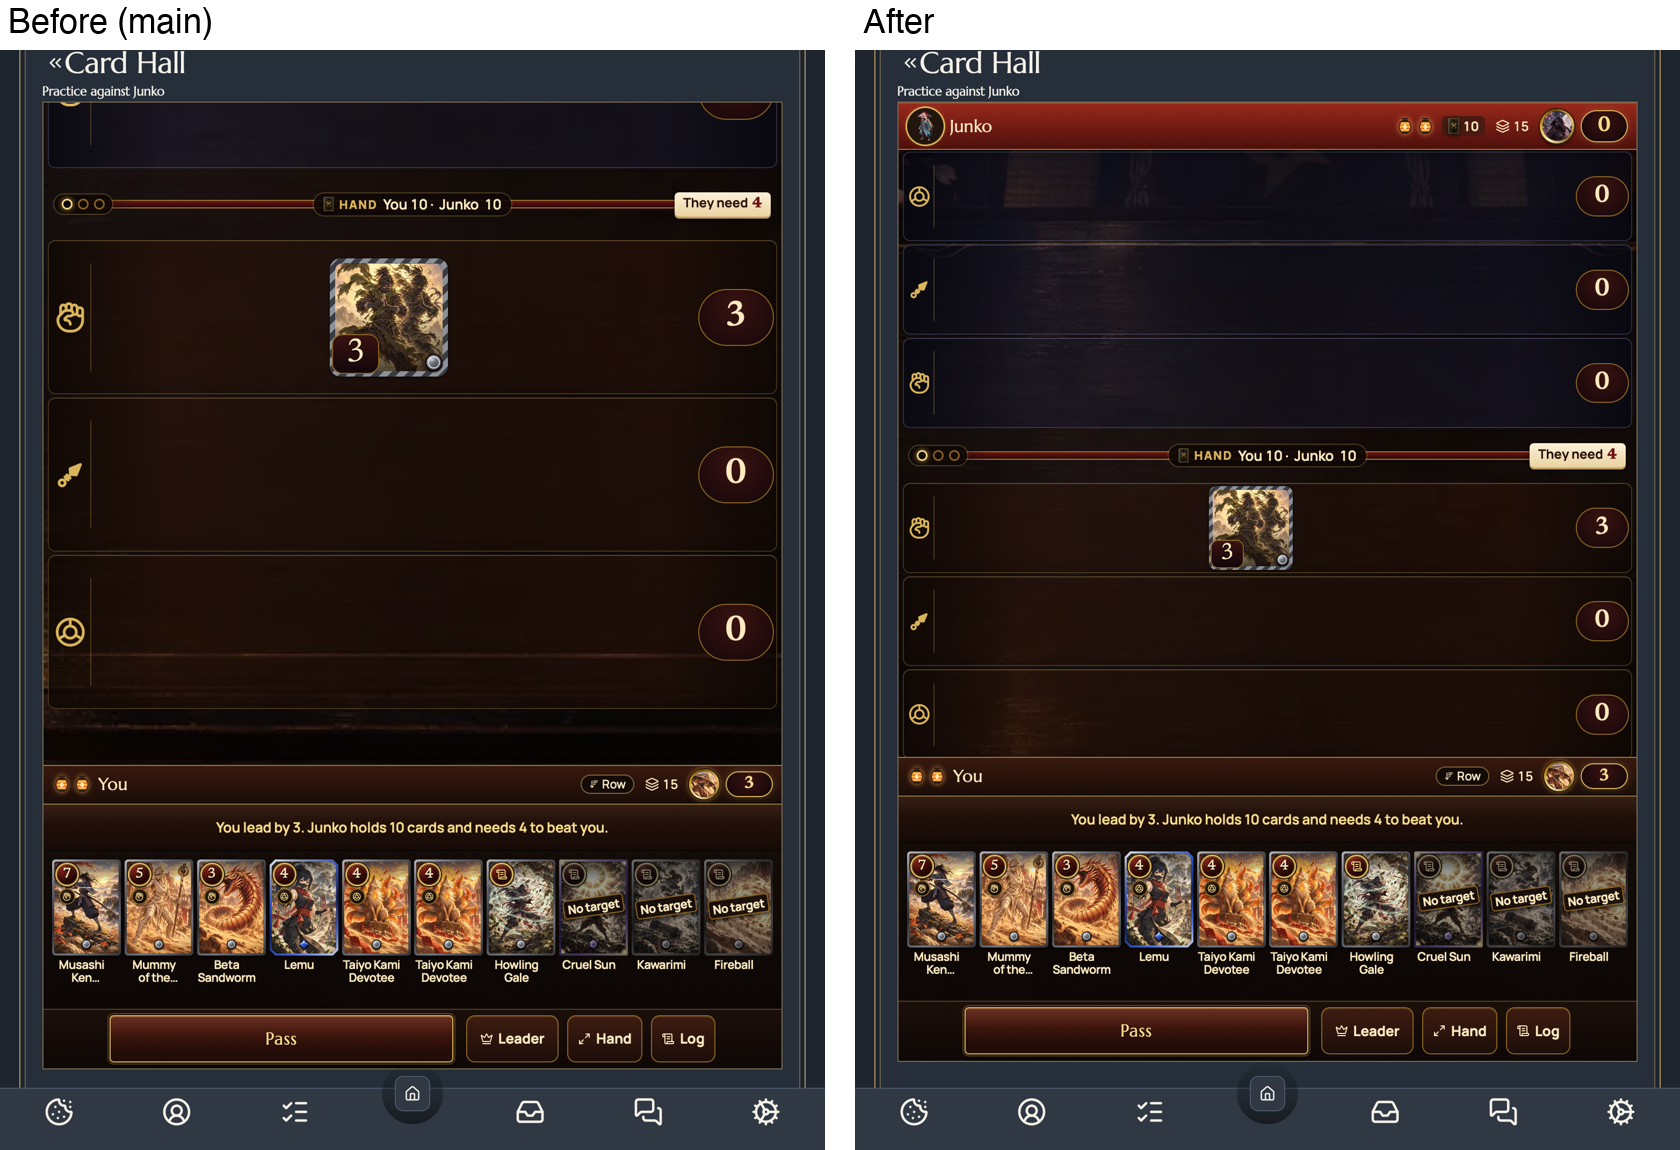 Before (main)
«Card Hall
Practice against Junko
HAND You 10 · Junko 10
They need 4
3
3
0
0
You
Row
15
3
You lead by 3. Junko holds 10 cards and needs 4 to beat you.
7
5
3
4
4
4
No target
No target
No target
Musashi Ken...
Mummy of the...
Beta Sandworm
Lemu
Taiyo Kami Devotee
Taiyo Kami Devotee
Howling Gale
Cruel Sun
Kawarimi
Fireball
Pass
Leader
Hand
Log
After
«Card Hall
Practice against Junko
Junko
10
15
0
0
0
0
HAND You 10 · Junko 10
They need 4
3
3
0
0
You
Row
15
3
You lead by 3. Junko holds 10 cards and needs 4 to beat you.
7
5
3
4
4
4
No target
No target
No target
Musashi Ken...
Mummy of the...
Beta Sandworm
Lemu
Taiyo Kami Devotee
Taiyo Kami Devotee
Howling Gale
Cruel Sun
Kawarimi
Fireball
Pass
Leader
Hand
Log